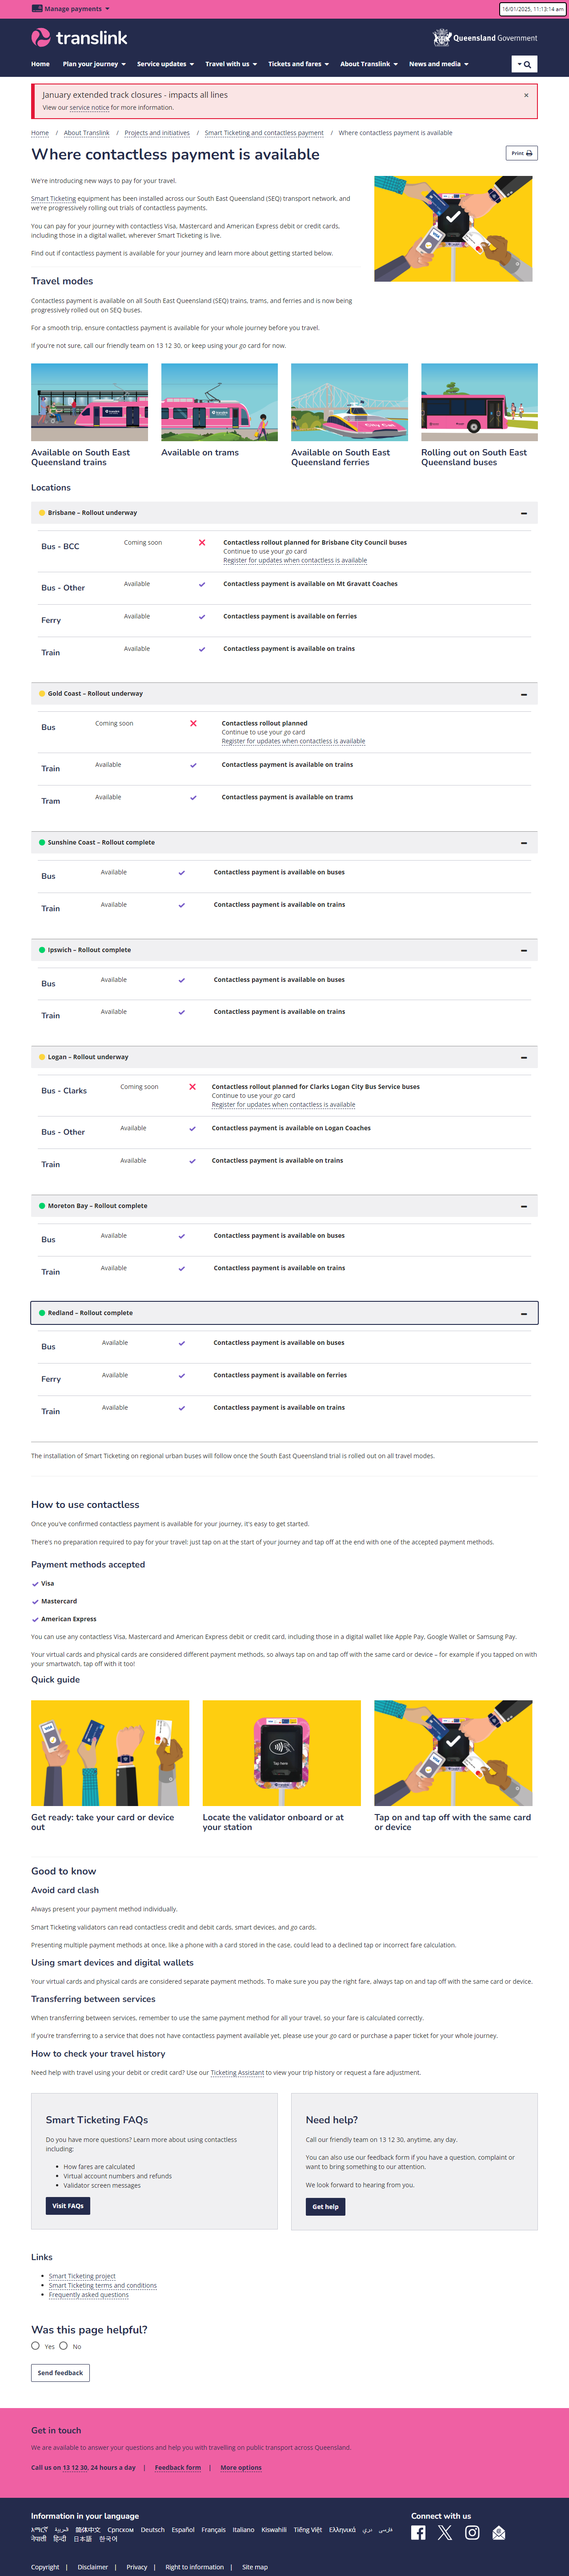 Manage payments
16/01/2025, 11:13:14 am
translink
Queensland Government
Home Plan your journey Service updates Travel with us Tickets and fares About Translink News and media
January extended track closures - impacts all lines
×
View our service notice for more information.
Home / About Translink / Projects and initiatives / Smart Ticketing and contactless payment / Where contactless payment is available
Where contactless payment is available
Print
We're introducing new ways to pay for your travel.
Smart Ticketing equipment has been installed across our South East Queensland (SEQ) transport network, and
we're progressively rolling out trials of contactless payments.
You can pay for your journey with contactless Visa, Mastercard and American Express debit or credit cards,
including those in a digital wallet, wherever Smart Ticketing is live.
Find out if contactless payment is available for your journey and learn more about getting started below.
Travel modes
Contactless payment is available on all South East Queensland (SEQ) trains, trams, and ferries and is now being
progressively rolled out on SEQ buses.
For a smooth trip, ensure contactless payment is available for your whole journey before you travel.
If you're not sure, call our friendly team on 13 12 30, or keep using your go card for now.
Available on South East
Queensland trains
Available on trams
Available on South East
Queensland ferries
Rolling out on South East
Queensland buses
Locations
Brisbane – Rollout underway
Bus - BCC Coming soon Contactless rollout planned for Brisbane City Council buses
Continue to use your go card
Register for updates when contactless is available
Bus - Other Available Contactless payment is available on Mt Gravatt Coaches
Ferry Available Contactless payment is available on ferries
Train Available Contactless payment is available on trains
Gold Coast – Rollout underway
Bus Coming soon Contactless rollout planned
Continue to use your go card
Register for updates when contactless is available
Train Available Contactless payment is available on trains
Tram Available Contactless payment is available on trams
Sunshine Coast – Rollout complete
Bus Available Contactless payment is available on buses
Train Available Contactless payment is available on trains
Ipswich – Rollout complete
Bus Available Contactless payment is available on buses
Train Available Contactless payment is available on trains
Logan – Rollout underway
Bus - Clarks Coming soon Contactless rollout planned for Clarks Logan City Bus Service buses
Continue to use your go card
Register for updates when contactless is available
Bus - Other Available Contactless payment is available on Logan Coaches
Train Available Contactless payment is available on trains
Moreton Bay – Rollout complete
Bus Available Contactless payment is available on buses
Train Available Contactless payment is available on trains
Redland – Rollout complete
Bus Available Contactless payment is available on buses
Ferry Available Contactless payment is available on ferries
Train Available Contactless payment is available on trains
The installation of Smart Ticketing on regional urban buses will follow once the South East Queensland trial is rolled out on all travel modes.
How to use contactless
Once you've confirmed contactless payment is available for your journey, it's easy to get started.
There's no preparation required to pay for your travel: just tap on at the start of your journey and tap off at the end with one of the accepted payment methods.
Payment methods accepted
Visa
Mastercard
American Express
You can use any contactless Visa, Mastercard and American Express debit or credit card, including those in a digital wallet like Apple Pay, Google Wallet or Samsung Pay.
Your virtual cards and physical cards are considered different payment methods, so always tap on and tap off with the same card or device – for example if you tapped on with
your smartwatch, tap off with it too!
Quick guide
Tap here
Get ready: take your card or device
out
Locate the validator onboard or at
your station
Tap on and tap off with the same card
or device
Good to know
Avoid card clash
Always present your payment method individually.
Smart Ticketing validators can read contactless credit and debit cards, smart devices, and go cards.
Presenting multiple payment methods at once, like a phone with a card stored in the case, could lead to a declined tap or incorrect fare calculation.
Using smart devices and digital wallets
Your virtual cards and physical cards are considered separate payment methods. To make sure you pay the right fare, always tap on and tap off with the same card or device.
Transferring between services
When transferring between services, remember to use the same payment method for all your travel, so your fare is calculated correctly.
If you're transferring to a service that does not have contactless payment available yet, please use your go card or purchase a paper ticket for your whole journey.
How to check your travel history
Need help with travel using your debit or credit card? Use our Ticketing Assistant to view your trip history or request a fare adjustment.
Smart Ticketing FAQs
Do you have more questions? Learn more about using contactless
including:
• How fares are calculated
• Virtual account numbers and refunds
• Validator screen messages
Visit FAQs
Need help?
Call our friendly team on 13 12 30, anytime, any day.
You can also use our feedback form if you have a question, complaint or
want to bring something to our attention.
We look forward to hearing from you.
Get help
Links
• Smart Ticketing project
• Smart Ticketing terms and conditions
• Frequently asked questions
Was this page helpful?
Yes No
Send feedback
Get in touch
We are available to answer your questions and help you with travelling on public transport across Queensland.
Call us on 13 12 30, 24 hours a day | Feedback form | More options
Information in your language
አማርኛ العربية 简体中文 Српском Deutsch Español Français Italiano Kiswahili Tiếng Việt Ελληνικά دری فارسی
नेपाली हिन्दी 日本語 한국어
Connect with us
Copyright | Disclaimer | Privacy | Right to information | Site map